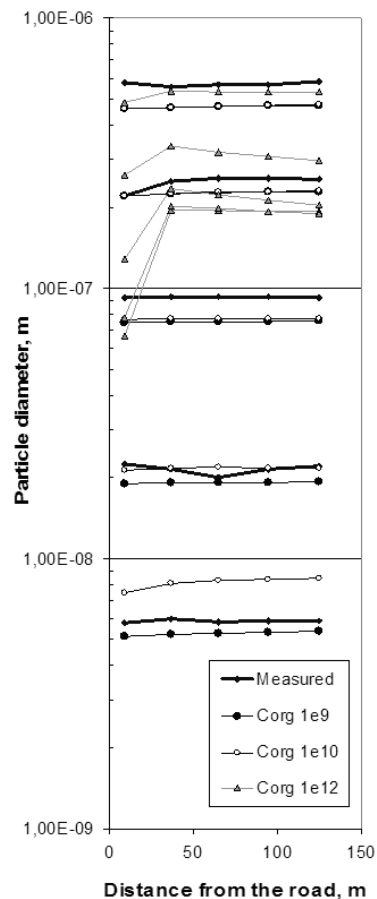 1,00E-06
1,00E-07
1,00E-08
1,00E-09
Particle diameter, m
Measured
Corg 1e9
Corg 1e10
Corg 1e12
0 50 100 150
Distance from the road, m